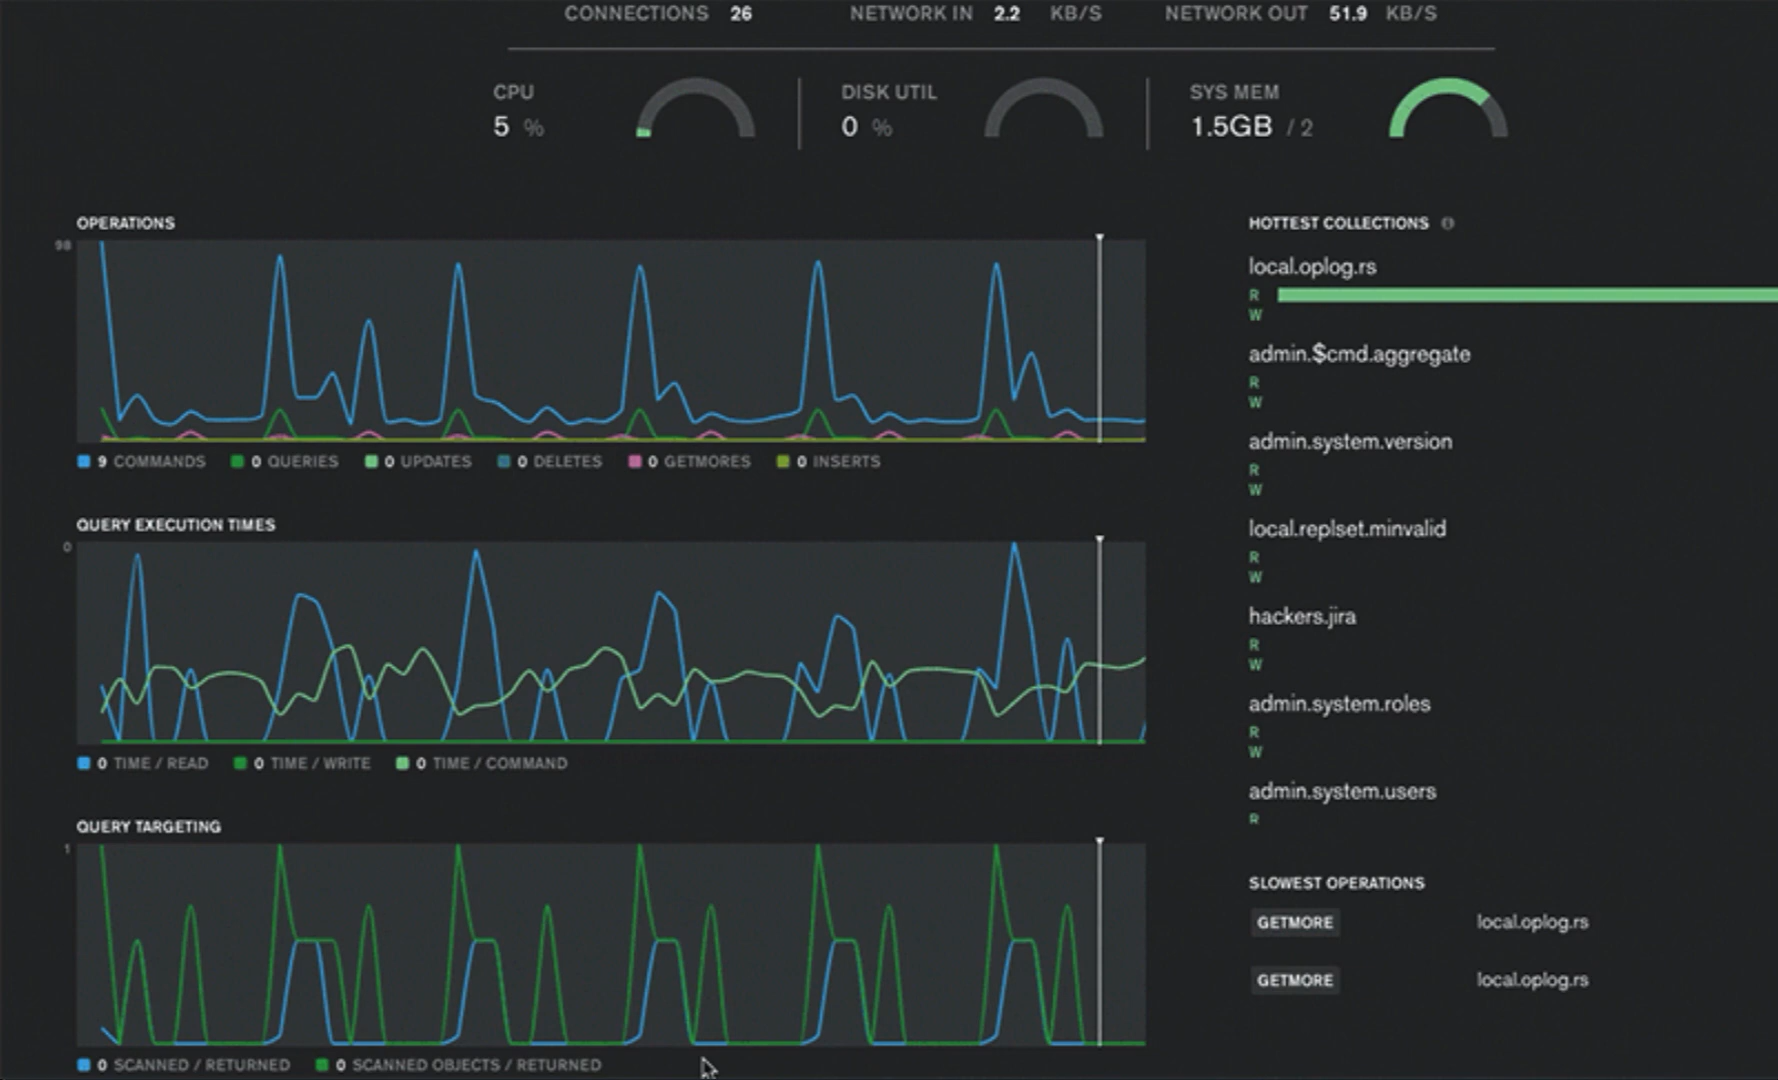 CONNECTIONS 26 NETWORK IN 2.2 KB/S NETWORK OUT 51.9 KB/S
CPU DISK UTIL SYS MEM
5 % 0 % 1.5GB / 2
OPERATIONS
98
9 COMMANDS 0 QUERIES 0 UPDATES 0 DELETES 0 GETMORES 0 INSERTS
QUERY EXECUTION TIMES
0
0 TIME / READ 0 TIME / WRITE 0 TIME / COMMAND
QUERY TARGETING
1
0 SCANNED / RETURNED 0 SCANNED OBJECTS / RETURNED
HOTTEST COLLECTIONS
local.oplog.rs
R
W
admin.$cmd.aggregate
R
W
admin.system.version
R
W
local.replset.minvalid
R
W
hackers.jira
R
W
admin.system.roles
R
W
admin.system.users
R
SLOWEST OPERATIONS
GETMORE local.oplog.rs
GETMORE local.oplog.rs